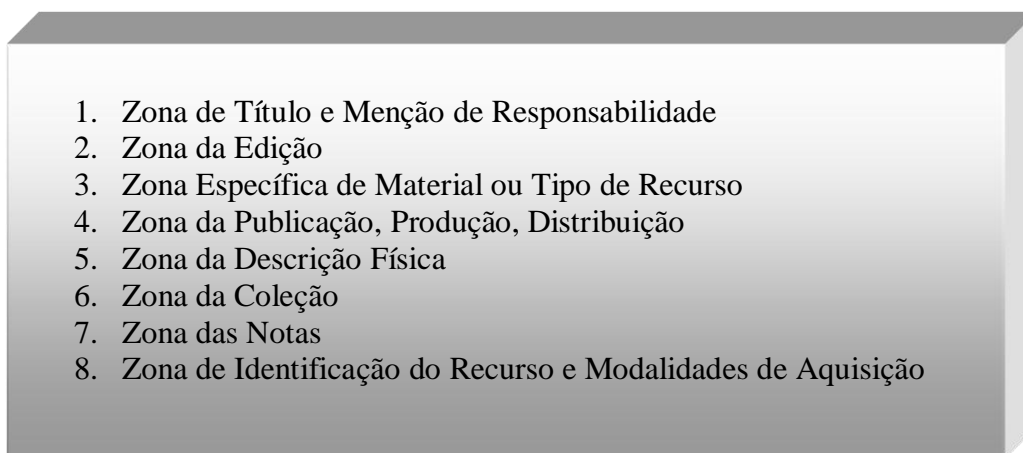 1. Zona de Título e Menção de Responsabilidade
2. Zona da Edição
3. Zona Específica de Material ou Tipo de Recurso
4. Zona da Publicação, Produção, Distribuição
5. Zona da Descrição Física
6. Zona da Coleção
7. Zona das Notas
8. Zona de Identificação do Recurso e Modalidades de Aquisição